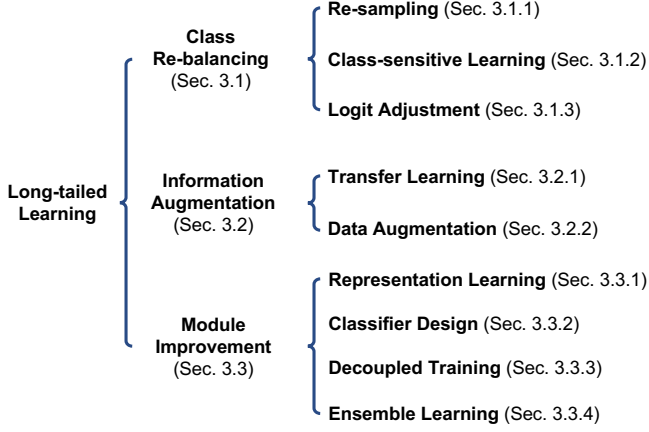 Long-tailed
Learning
Class
Re-balancing
(Sec. 3.1)
Re-sampling (Sec. 3.1.1)
Class-sensitive Learning (Sec. 3.1.2)
Logit Adjustment (Sec. 3.1.3)
Information
Augmentation
(Sec. 3.2)
Transfer Learning (Sec. 3.2.1)
Data Augmentation (Sec. 3.2.2)
Module
Improvement
(Sec. 3.3)
Representation Learning (Sec. 3.3.1)
Classifier Design (Sec. 3.3.2)
Decoupled Training (Sec. 3.3.3)
Ensemble Learning (Sec. 3.3.4)